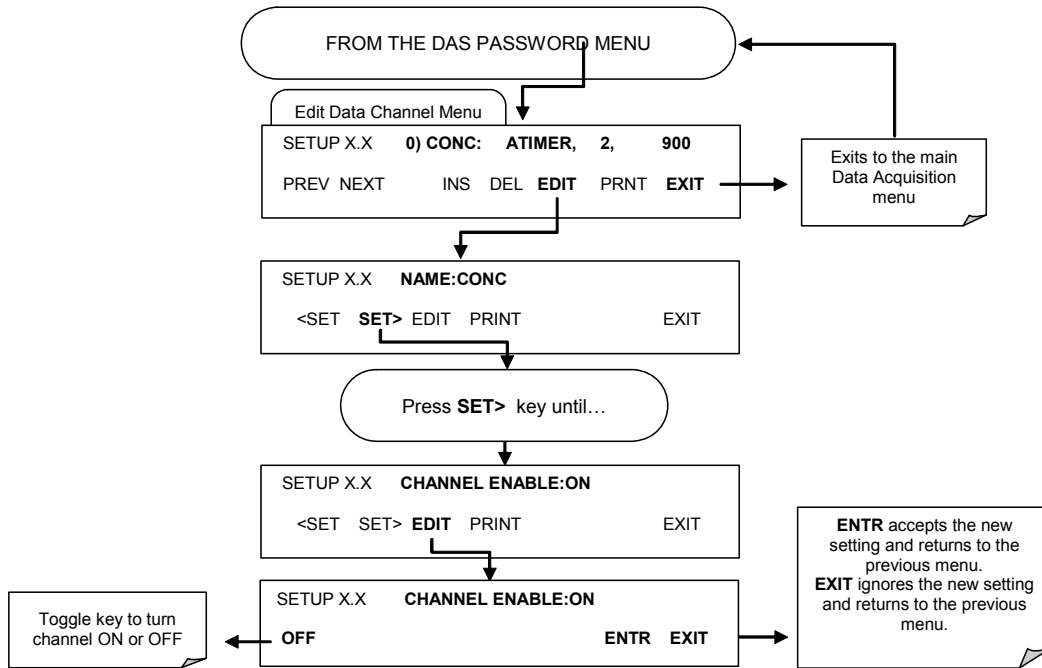 FROM THE DAS PASSWORD MENU
Edit Data Channel Menu
SETUP X.X 0) CONC: ATIMER, 2, 900
PREV NEXT INS DEL EDIT PRNT EXIT
Exits to the main
Data Acquisition
menu
SETUP X.X NAME:CONC
<SET SET> EDIT PRINT EXIT
Press SET> key until…
SETUP X.X CHANNEL ENABLE:ON
<SET SET> EDIT PRINT EXIT
SETUP X.X CHANNEL ENABLE:ON
OFF ENTR EXIT
Toggle key to turn
channel ON or OFF
ENTR accepts the new
setting and returns to the
previous menu.
EXIT ignores the new setting
and returns to the previous
menu.